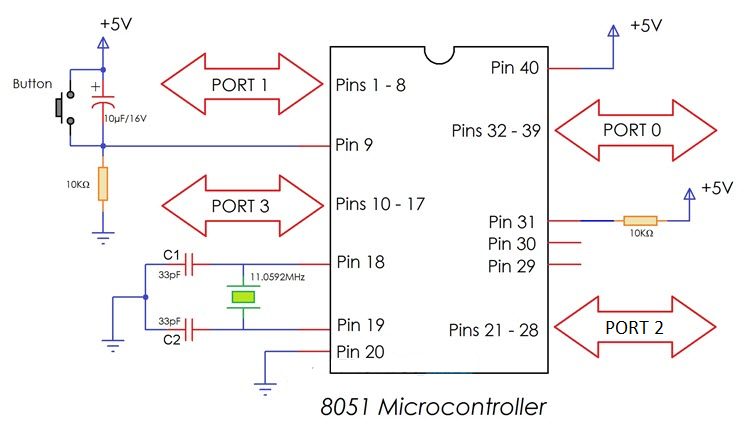 +5V
Button
+
10µF/16V
10KΩ
PORT 1
PORT 3
C1
33pF
11.0592MHz
33pF
C2
Pins 1 - 8
Pin 9
Pins 10 - 17
Pin 18
Pin 19
Pin 20
Pin 40
Pins 32 - 39
Pin 31
Pin 30
Pin 29
Pins 21 - 28
+5V
PORT 0
+5V
10KΩ
PORT 2
8051 Microcontroller